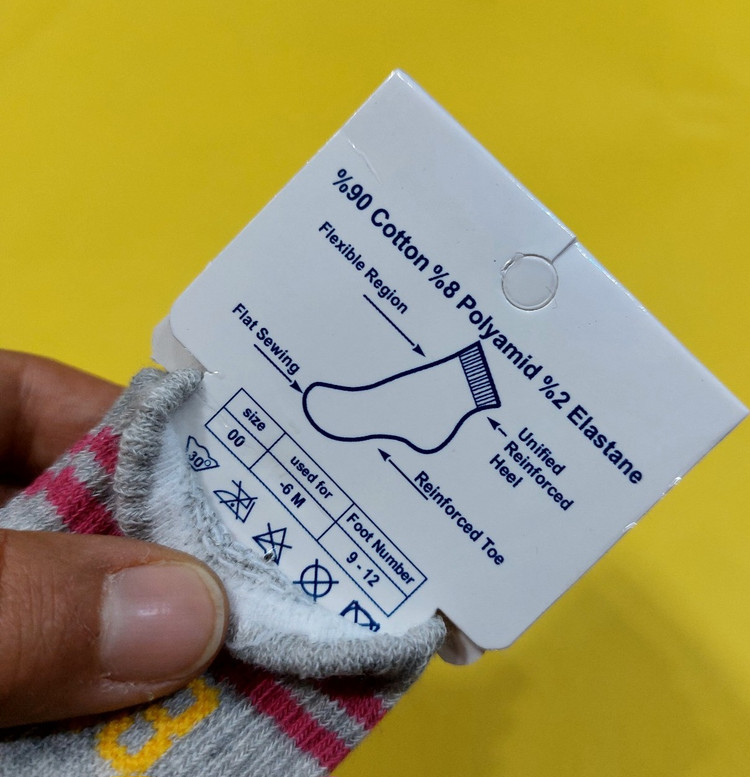 %90 Cotton %8 Polyamid %2 Elastane
Flexible Region
Flat Sewing
Unified
Reinforced
Heel
Reinforced Toe
size used for Foot Number
00 -6 M 9 - 12
30°
8